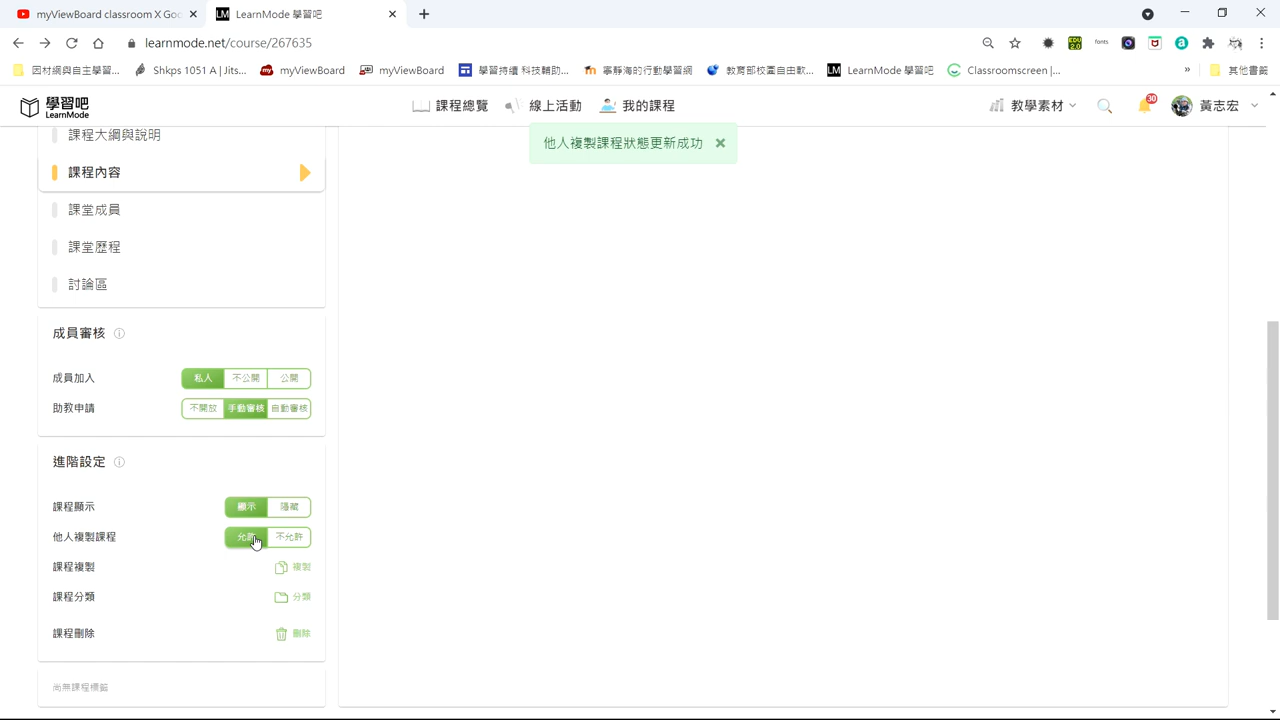 myViewBoard classroom X Goo
LM LearnMode 學習吧
learnmode.net/course/267635
因材網與自主學習...
Shkps 1051 A | Jits...
myViewBoard
myViewBoard
學習持續 科技輔助...
寧靜海的行動學習網
教育部校園自由軟...
LM LearnMode 學習吧
Classroomscreen |...
»
其他書籤
學習吧
LearnMode
課程總覽
線上活動
我的課程
教學素材
30
黃志宏
他人複製課程狀態更新成功
課程大綱與說明
課程內容
課堂成員
課堂歷程
討論區
成員審核
成員加入 私人 不公開 公開
助教申請 不開放 手動審核 自動審核
進階設定
課程顯示 顯示 隱藏
他人複製課程 允許 不允許
課程複製 複製
課程分類 分類
課程刪除 刪除
尚無課程標籤